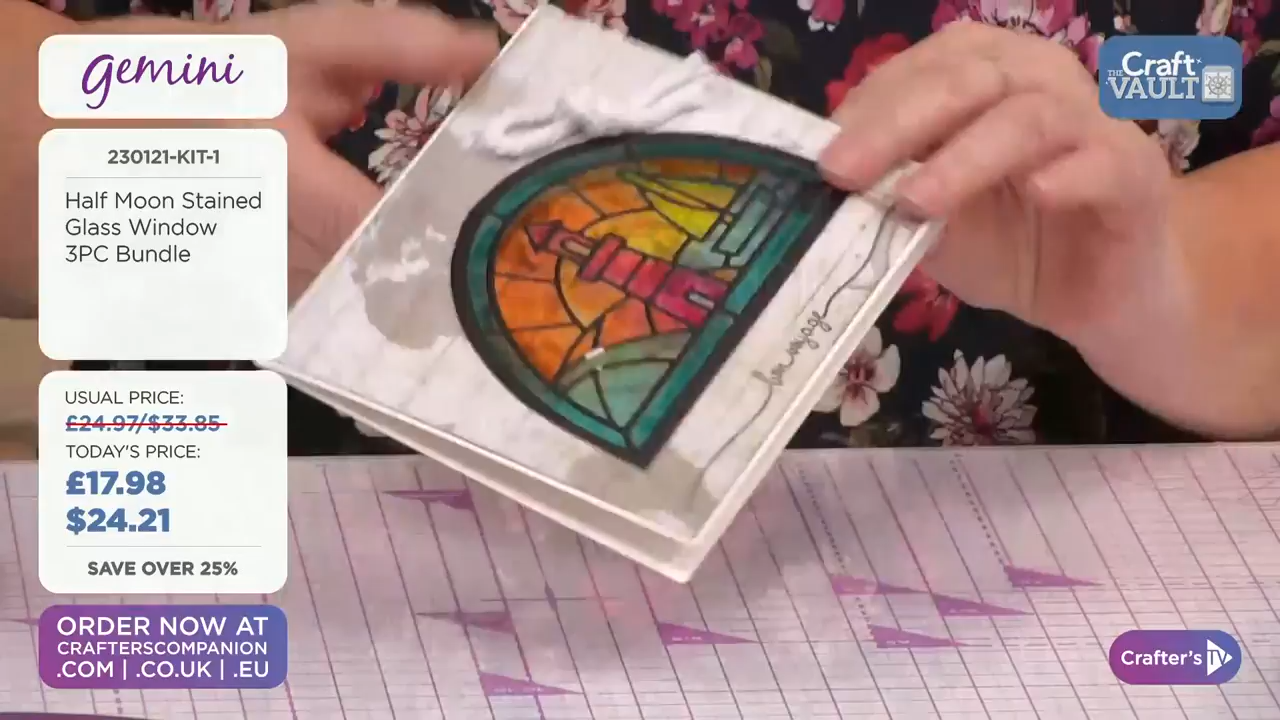 gemini
230121-KIT-1
Half Moon Stained
Glass Window
3PC Bundle
USUAL PRICE:
£24.97/$33.85
TODAY'S PRICE:
£17.98
$24.21
SAVE OVER 25%
ORDER NOW AT
CRAFTERSCOMPANION
.COM | .CO.UK | .EU
THE Craft
VAULT
bon voyage
Crafter's TV